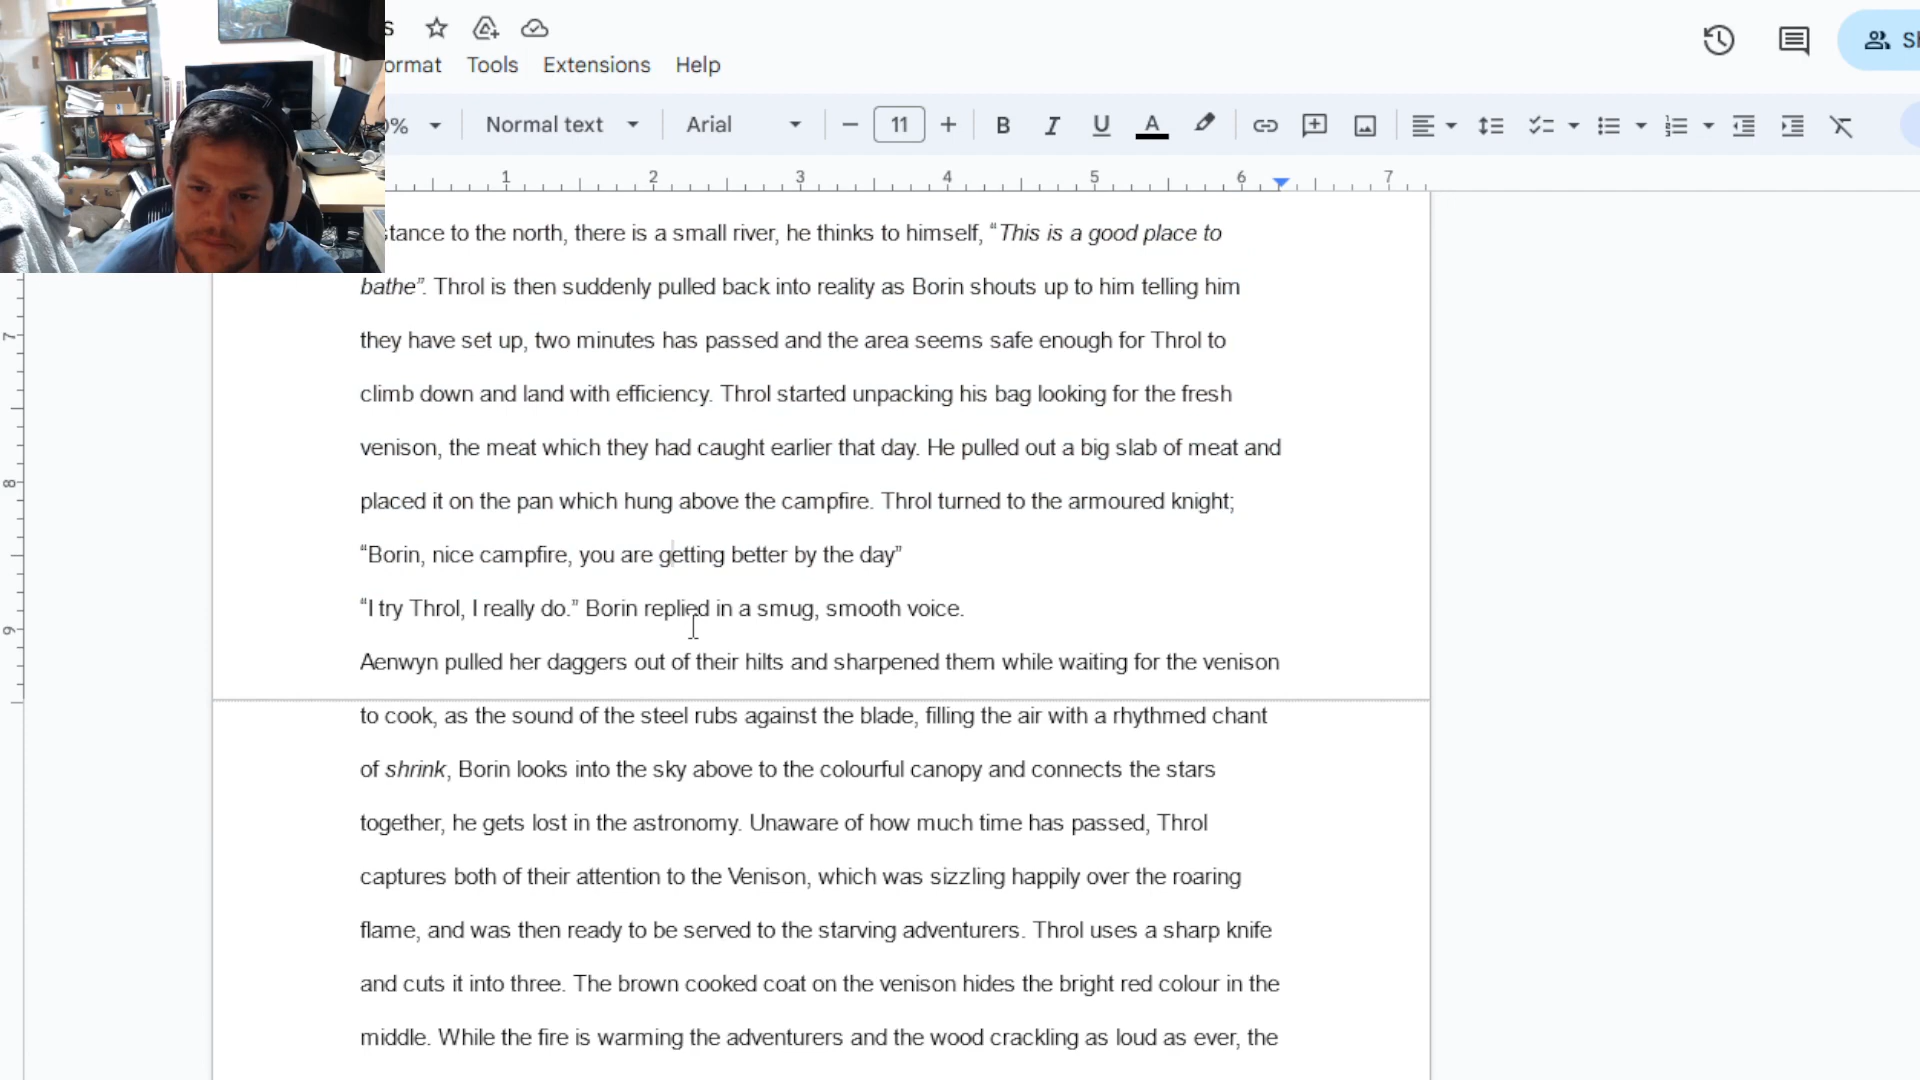 s
ormat Tools Extensions Help
0% Normal text Arial 11 B I U A
1 2 3 4 5 6 7
stance to the north, there is a small river, he thinks to himself, “This is a good place to
bathe”. Throl is then suddenly pulled back into reality as Borin shouts up to him telling him
they have set up, two minutes has passed and the area seems safe enough for Throl to
climb down and land with efficiency. Throl started unpacking his bag looking for the fresh
venison, the meat which they had caught earlier that day. He pulled out a big slab of meat and
placed it on the pan which hung above the campfire. Throl turned to the armoured knight;
“Borin, nice campfire, you are getting better by the day”
“I try Throl, I really do.” Borin replied in a smug, smooth voice.
Aenwyn pulled her daggers out of their hilts and sharpened them while waiting for the venison
to cook, as the sound of the steel rubs against the blade, filling the air with a rhythmed chant
of shrink, Borin looks into the sky above to the colourful canopy and connects the stars
together, he gets lost in the astronomy. Unaware of how much time has passed, Throl
captures both of their attention to the Venison, which was sizzling happily over the roaring
flame, and was then ready to be served to the starving adventurers. Throl uses a sharp knife
and cuts it into three. The brown cooked coat on the venison hides the bright red colour in the
middle. While the fire is warming the adventurers and the wood crackling as loud as ever, the
7
8
9